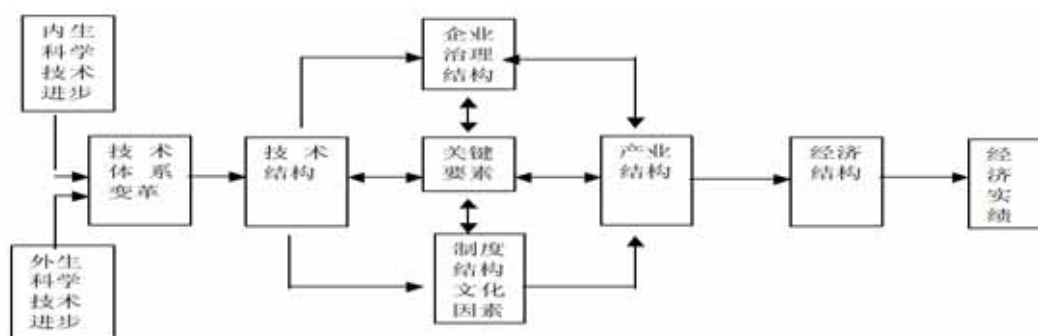 内生
科学
技术
进步
外生
科学
技术
进步
技术
体系
变革
技术
结构
企业
治理
结构
关键
要素
制度
结构
文化
因素
产业
结构
经济
结构
经
济
实
绩